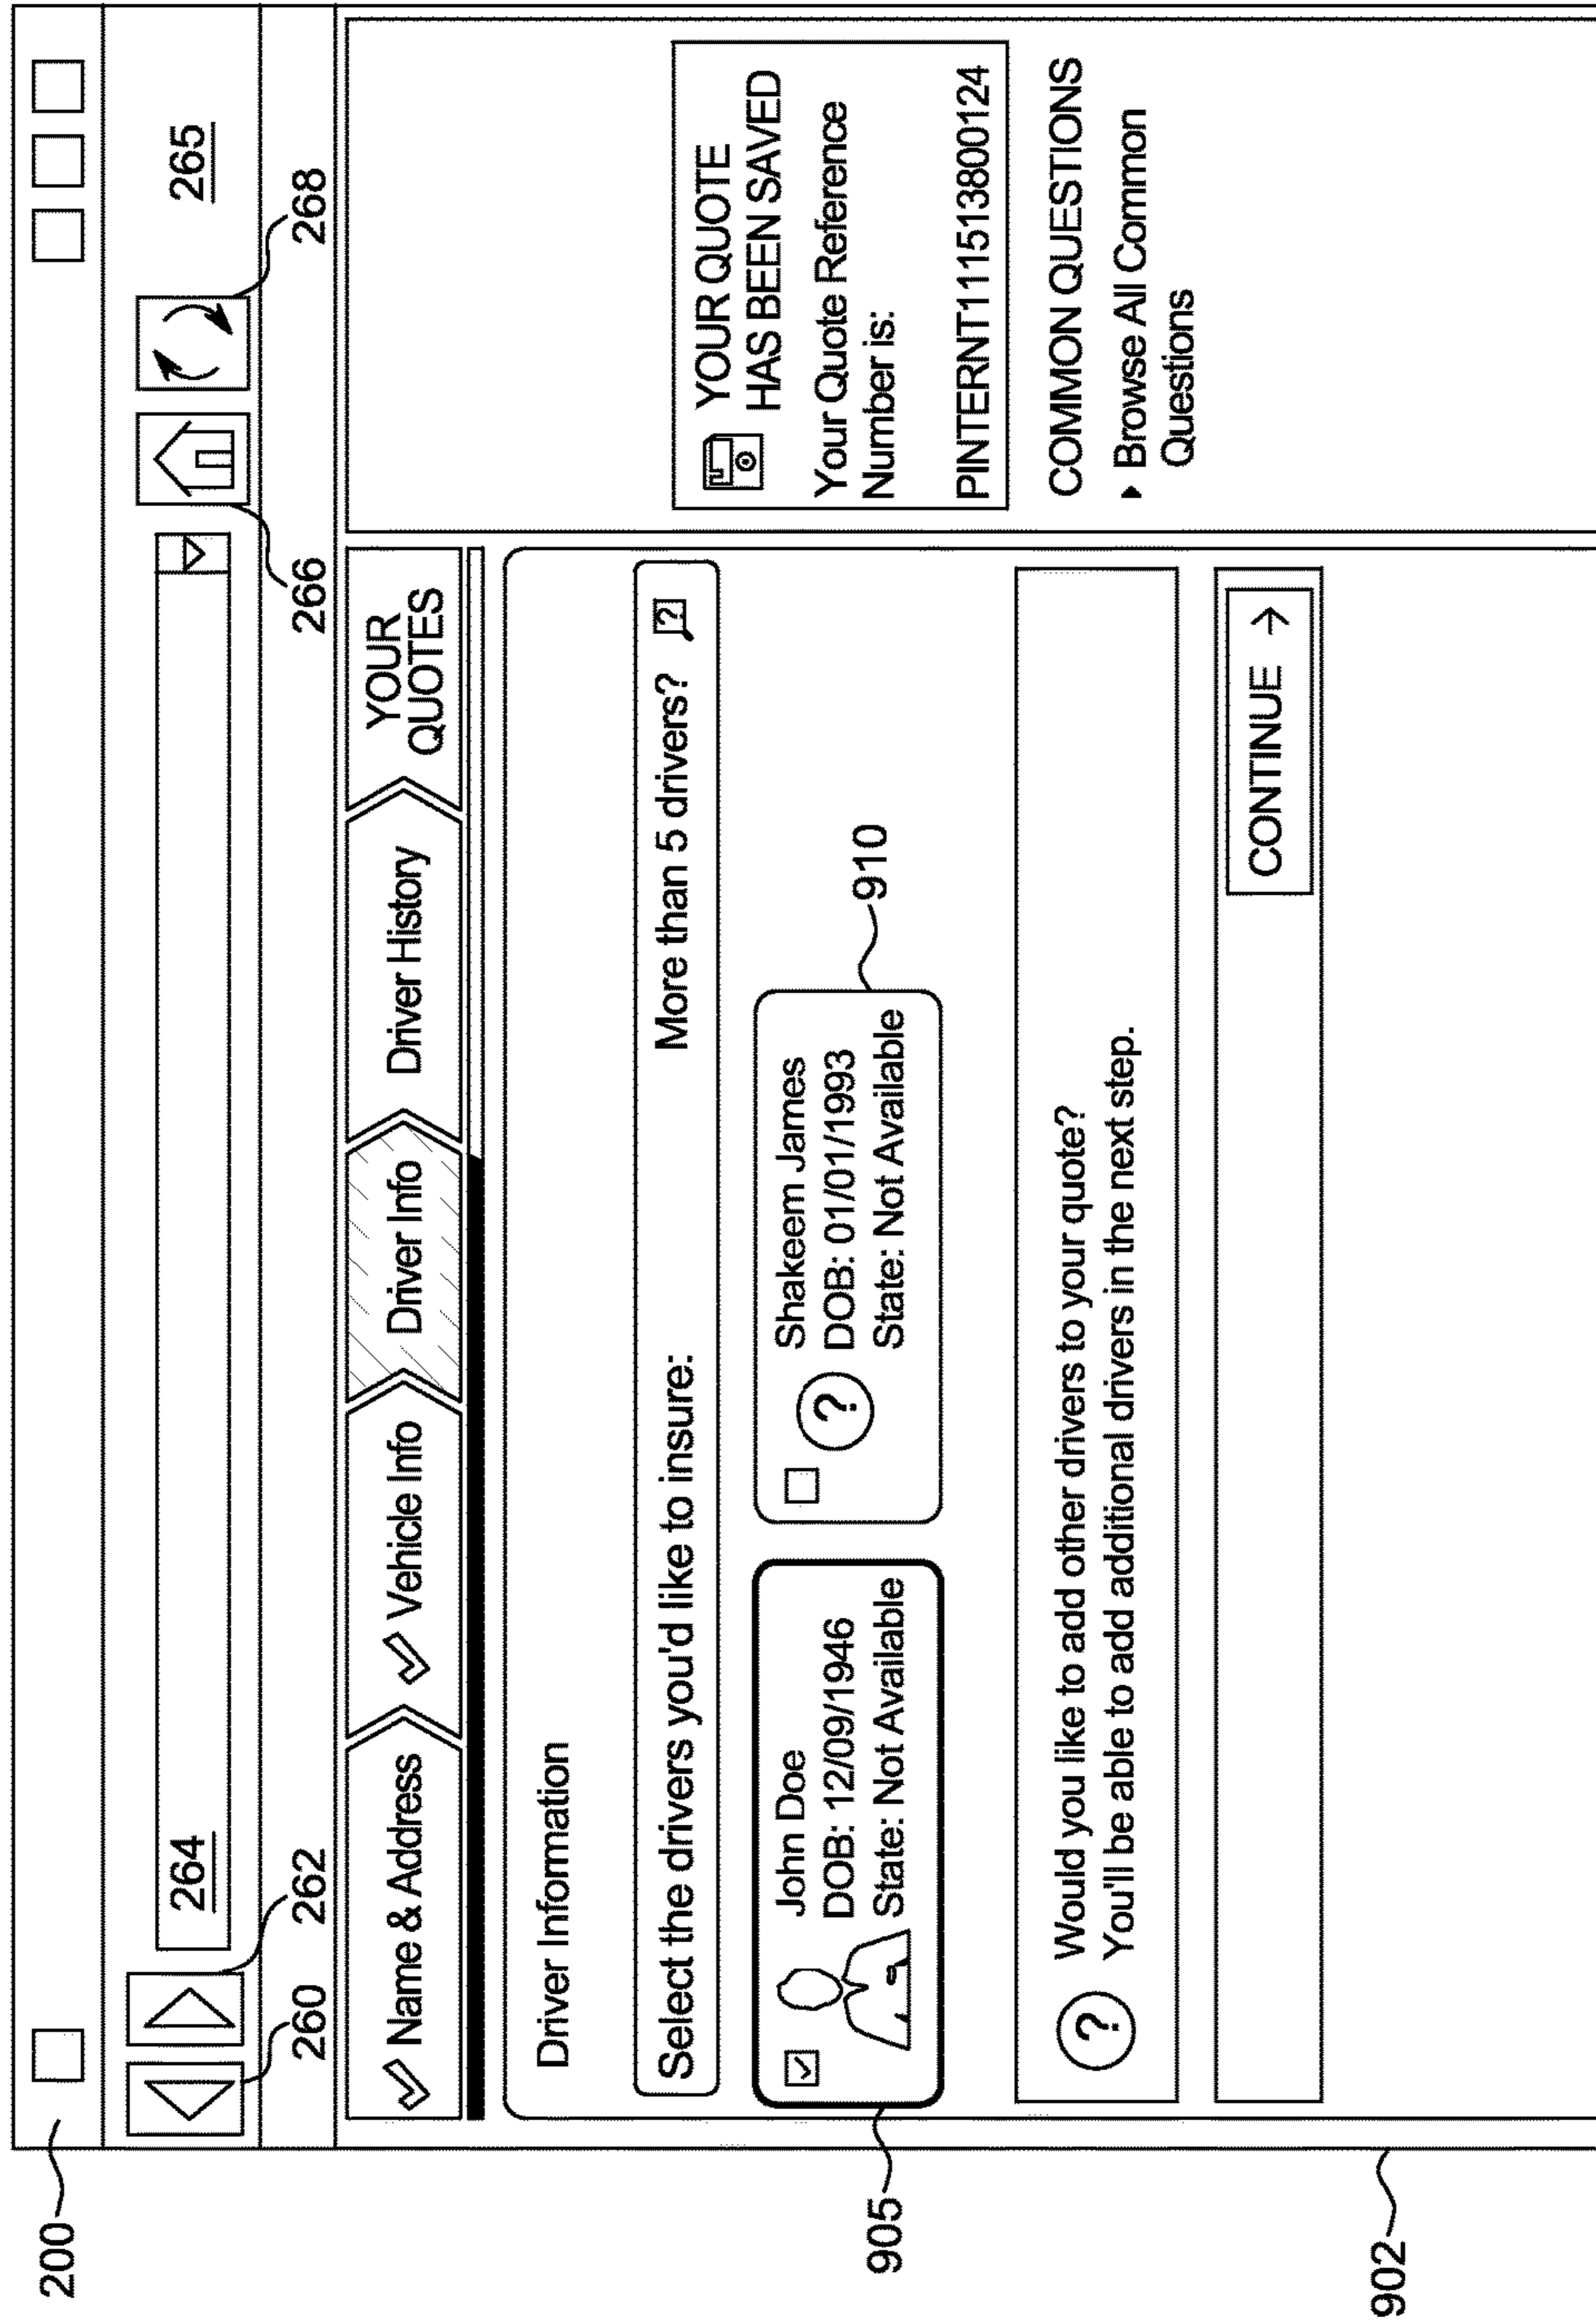 200
260
262
264
265
266
268
Name & Address
Vehicle Info
Driver Info
Driver History
YOUR
QUOTES
Driver Information
Select the drivers you'd like to insure:
More than 5 drivers? ?
John Doe
DOB: 12/09/1946
State: Not Available
905
? Shakeem James
DOB: 01/01/1993
State: Not Available
910
? Would you like to add other drivers to your quote?
You'll be able to add additional drivers in the next step.
CONTINUE →
902
YOUR QUOTE
HAS BEEN SAVED
Your Quote Reference
Number is:
PINTERNT111513800124
COMMON QUESTIONS
Browse All Common
Questions